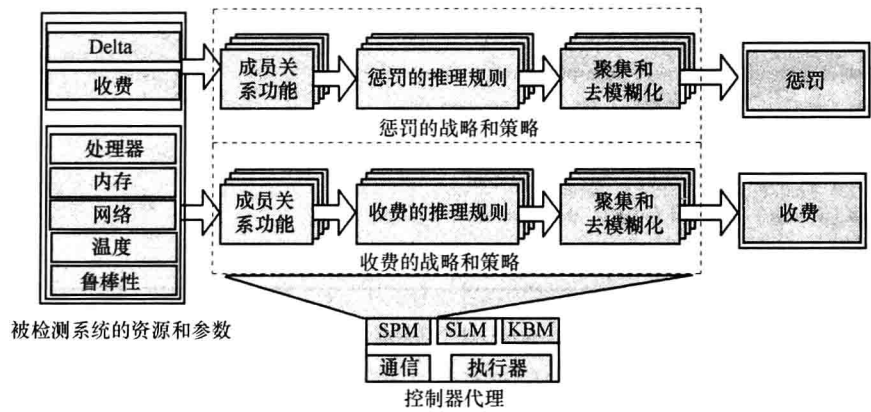 Delta
收费
成员关
系功能
惩罚的推理规则
聚集和
去模糊化
惩罚
惩罚的战略和策略
处理器
内存
网络
温度
鲁棒性
成员关
系功能
收费的推理规则
聚集和
去模糊化
收费
收费的战略和策略
被检测系统的资源和参数
SPM
SLM
KBM
通信
执行器
控制器代理